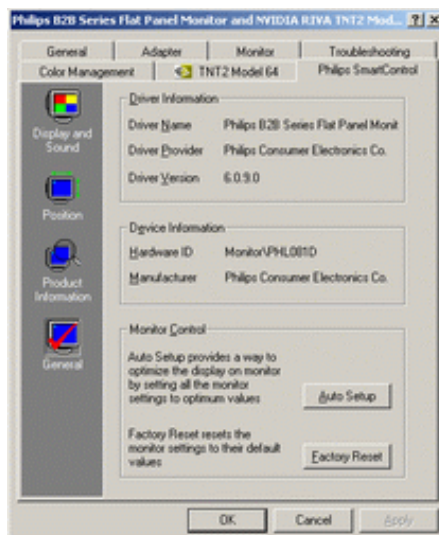 Philips B2B Series Flat Panel Monitor and NVIDIA RIVA TNT2 Mod... ? X
General Adapter Monitor Troubleshooting
Color Management TNT2 Model 64 Philips SmartControl
Display and
Sound
Position
Product
Information
General
Driver Information
Driver Name Philips B2B Series Flat Panel Monit
Driver Provider Philips Consumer Electronics Co.
Driver Version 6.0.9.0
Device Information
Hardware ID Monitor\PHL081D
Manufacturer Philips Consumer Electronics Co.
Monitor Control
Auto Setup provides a way to
optimize the display on monitor
by setting all the monitor
settings to optimum values
Auto Setup
Factory Reset resets the
monitor settings to their default
values
Factory Reset
OK Cancel Apply